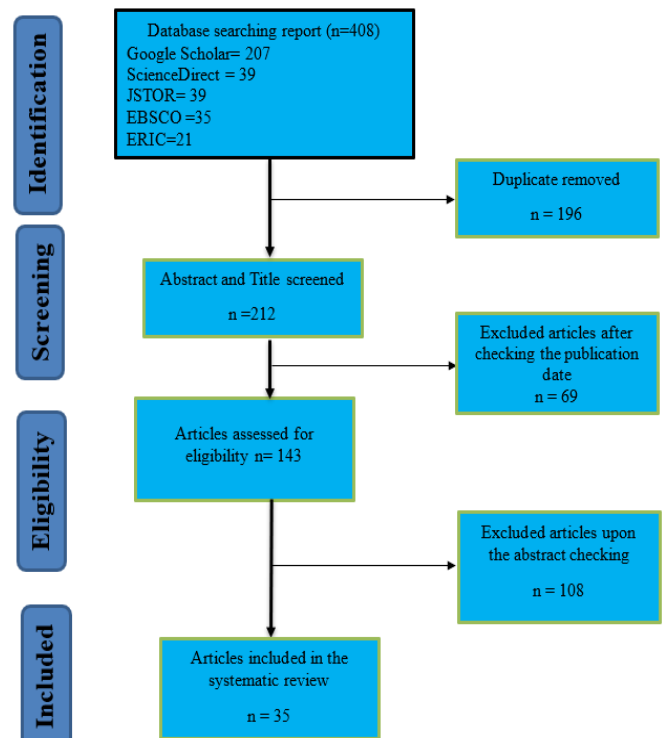 Identification
Database searching report (n=408)
Google Scholar= 207
ScienceDirect = 39
JSTOR= 39
EBSCO =35
ERIC=21
Duplicate removed
n = 196
Screening
Abstract and Title screened
n =212
Excluded articles after
checking the publication
date
n = 69
Eligibility
Articles assessed for
eligibility n= 143
Excluded articles upon
the abstract checking
n = 108
Included
Articles included in the
systematic review
n = 35